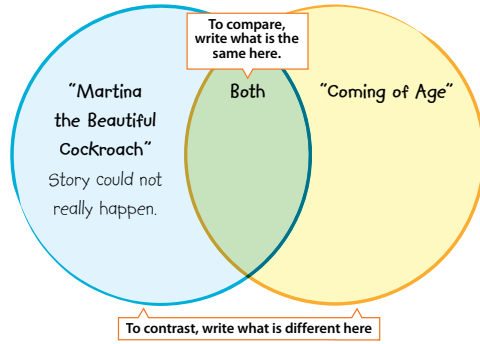 To compare,
write what is the
same here.
"Martina
the Beautiful
Cockroach"
Story could not
really happen.
Both
"Coming of Age"
To contrast, write what is different here